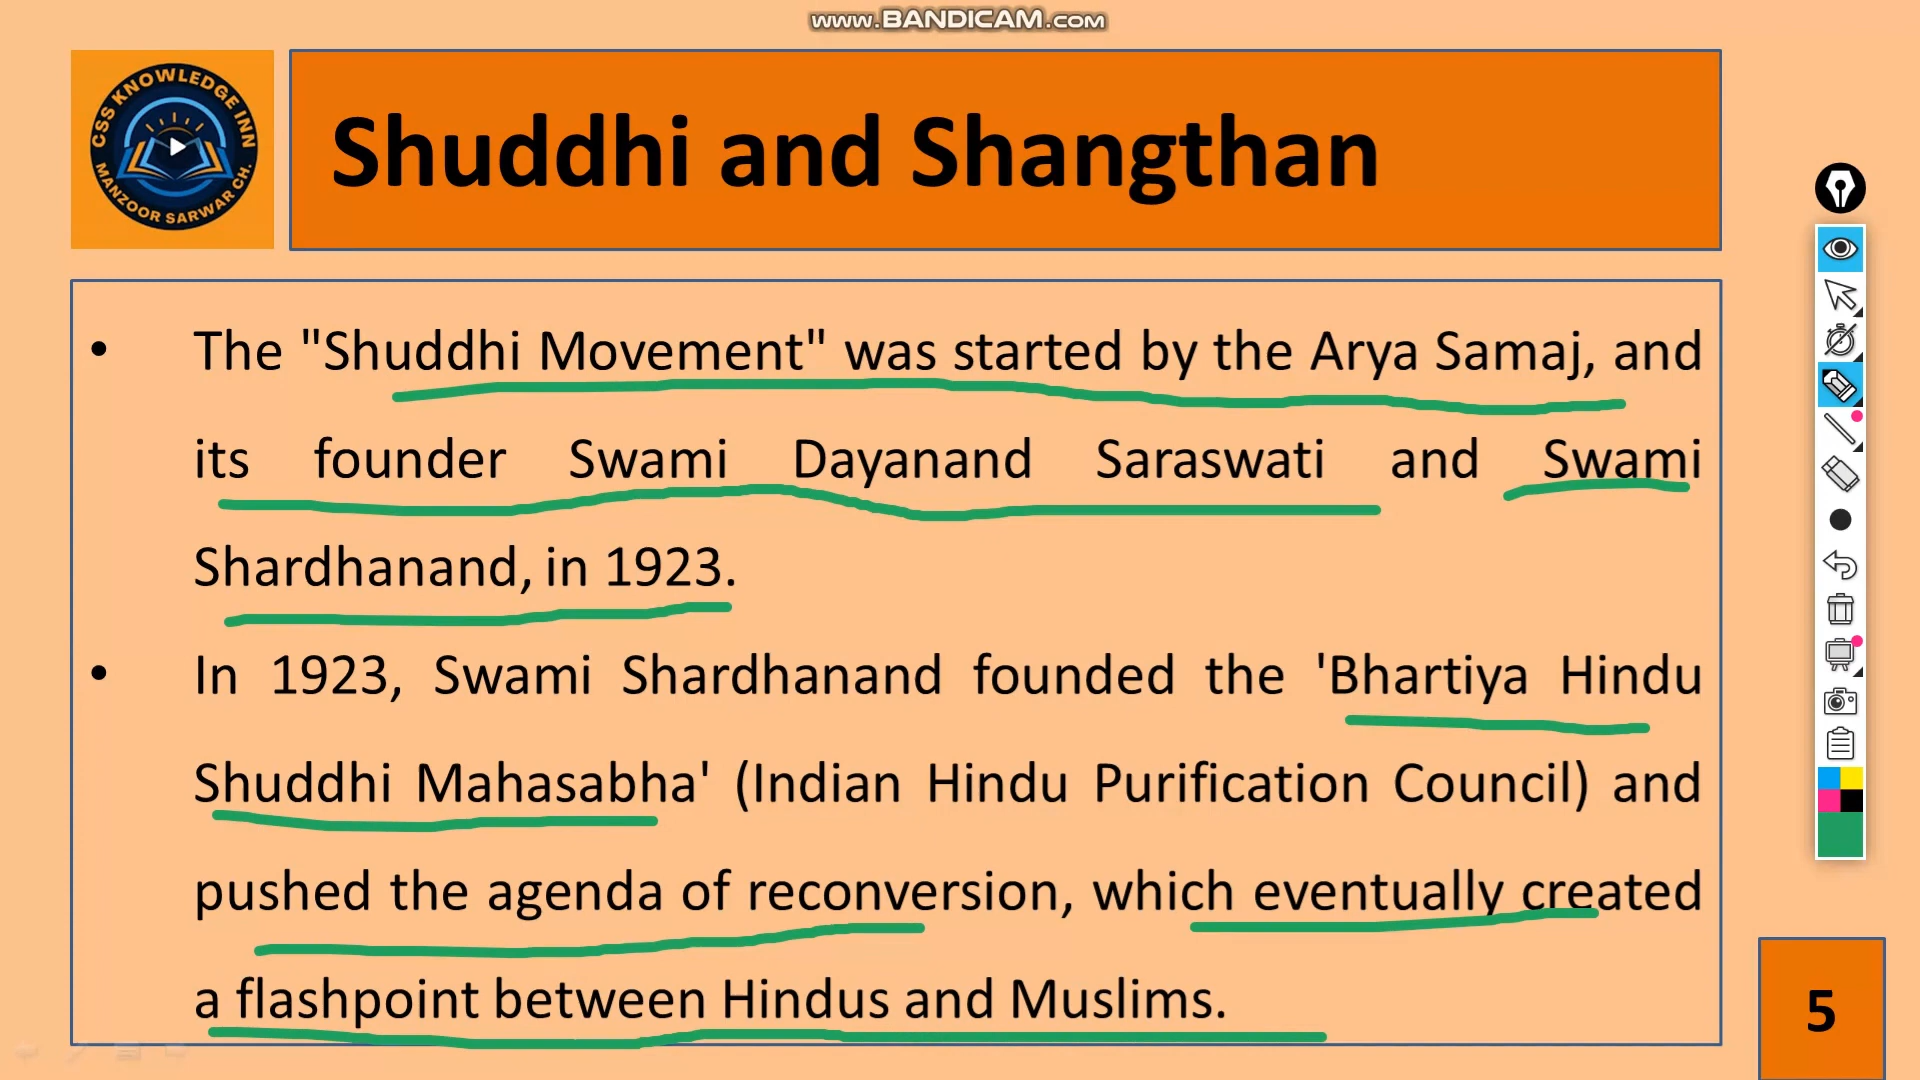 www.BANDICAM.com
CSS KNOWLEDGE INN
MANZOOR SARWAR CH.
Shuddhi and Shangthan
• The "Shuddhi Movement" was started by the Arya Samaj, and
its founder Swami Dayanand Saraswati and Swami
Shardhanand, in 1923.
• In 1923, Swami Shardhanand founded the 'Bhartiya Hindu
Shuddhi Mahasabha' (Indian Hindu Purification Council) and
pushed the agenda of reconversion, which eventually created
a flashpoint between Hindus and Muslims.
5